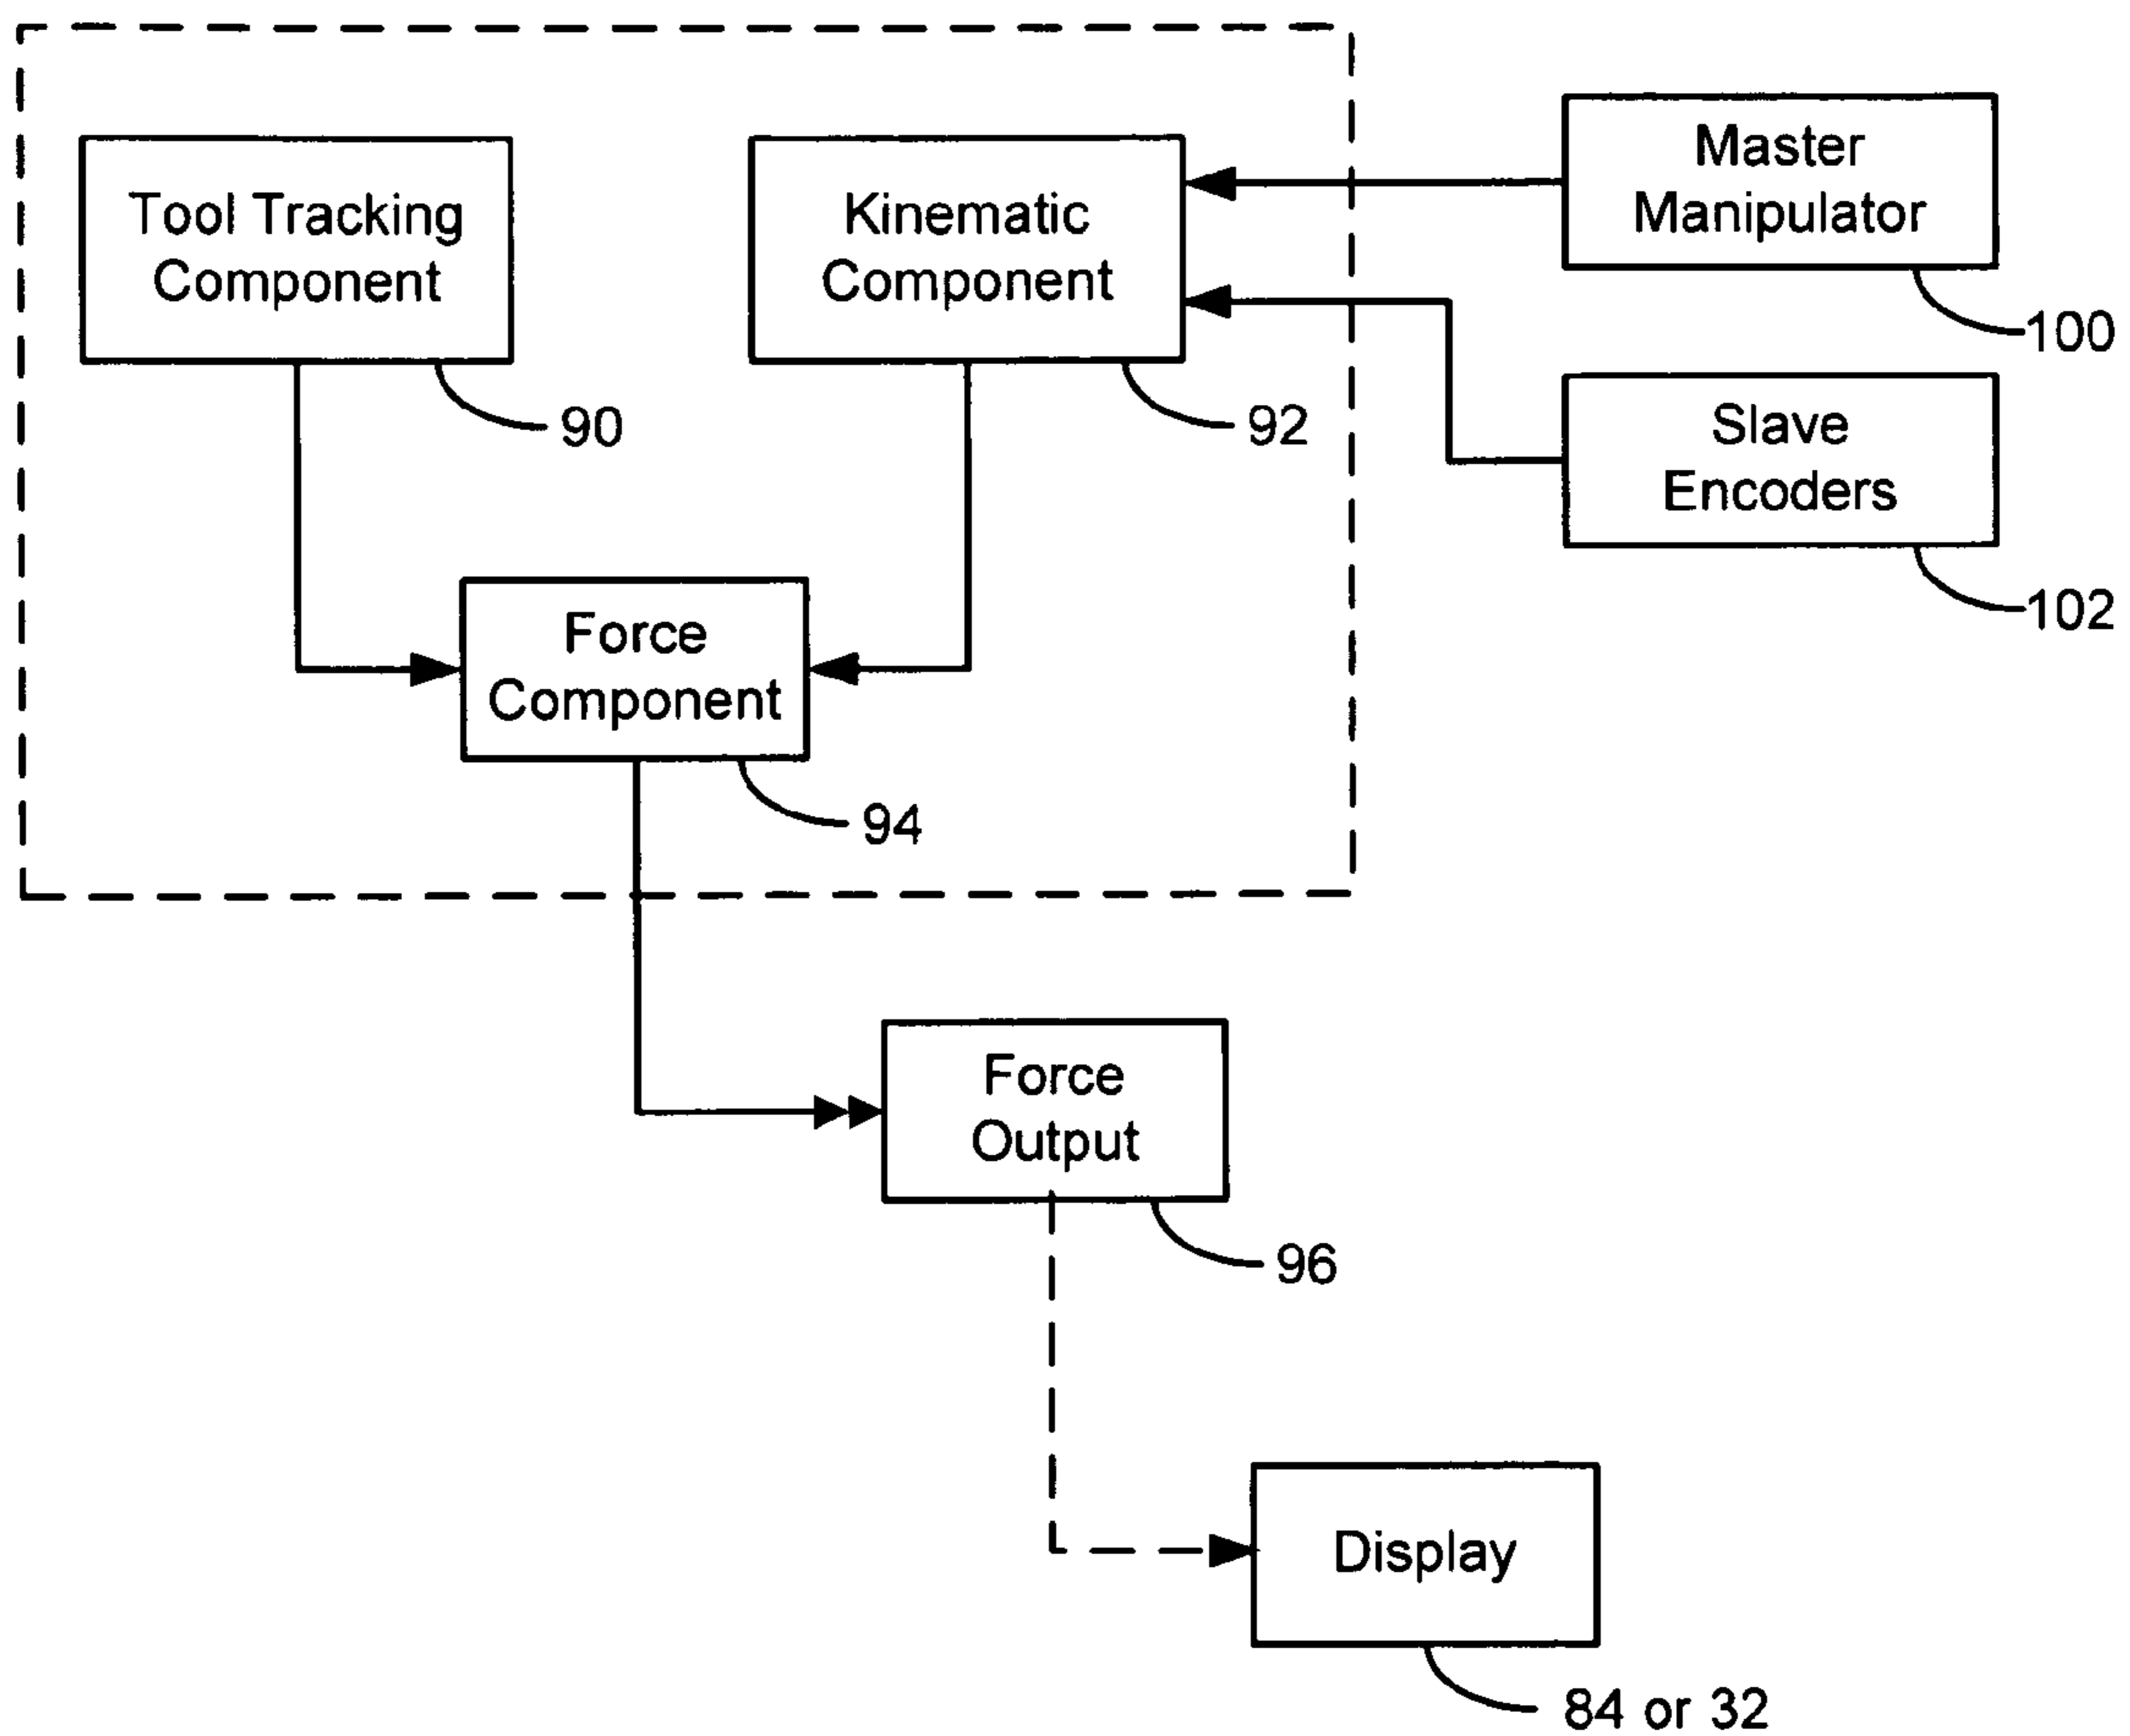 Tool Tracking
Component
90
Kinematic
Component
92
Master
Manipulator
100
Slave
Encoders
102
Force
Component
94
Force
Output
96
Display
84 or 32